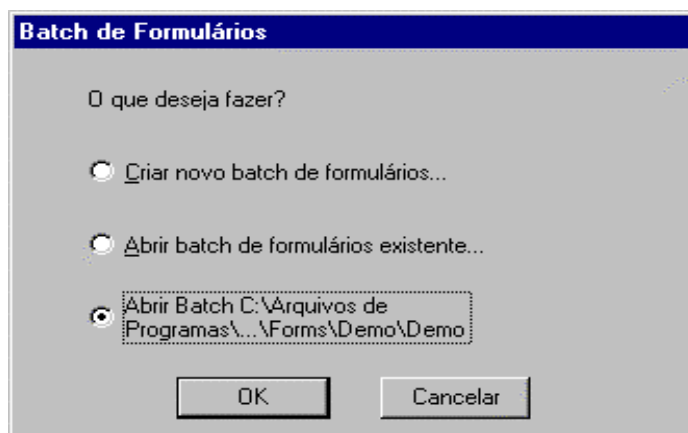 Batch de Formulários
O que deseja fazer?
Criar novo batch de formulários...
Abrir batch de formulários existente...
Abrir Batch C:\Arquivos de
Programas\...\Forms\Demo\Demo
OK
Cancelar